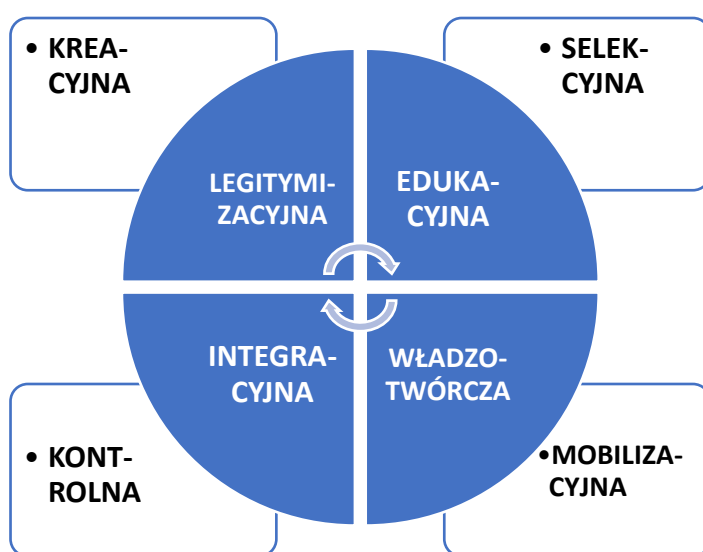 • KREA-
CYJNA
• SELEK-
CYJNA
LEGITYMI-
ZACYJNA
EDUKA-
CYJNA
INTEGRA-
CYJNA
WŁADZO-
TWÓRCZA
• KONT-
ROLNA
•MOBILIZA-
CYJNA